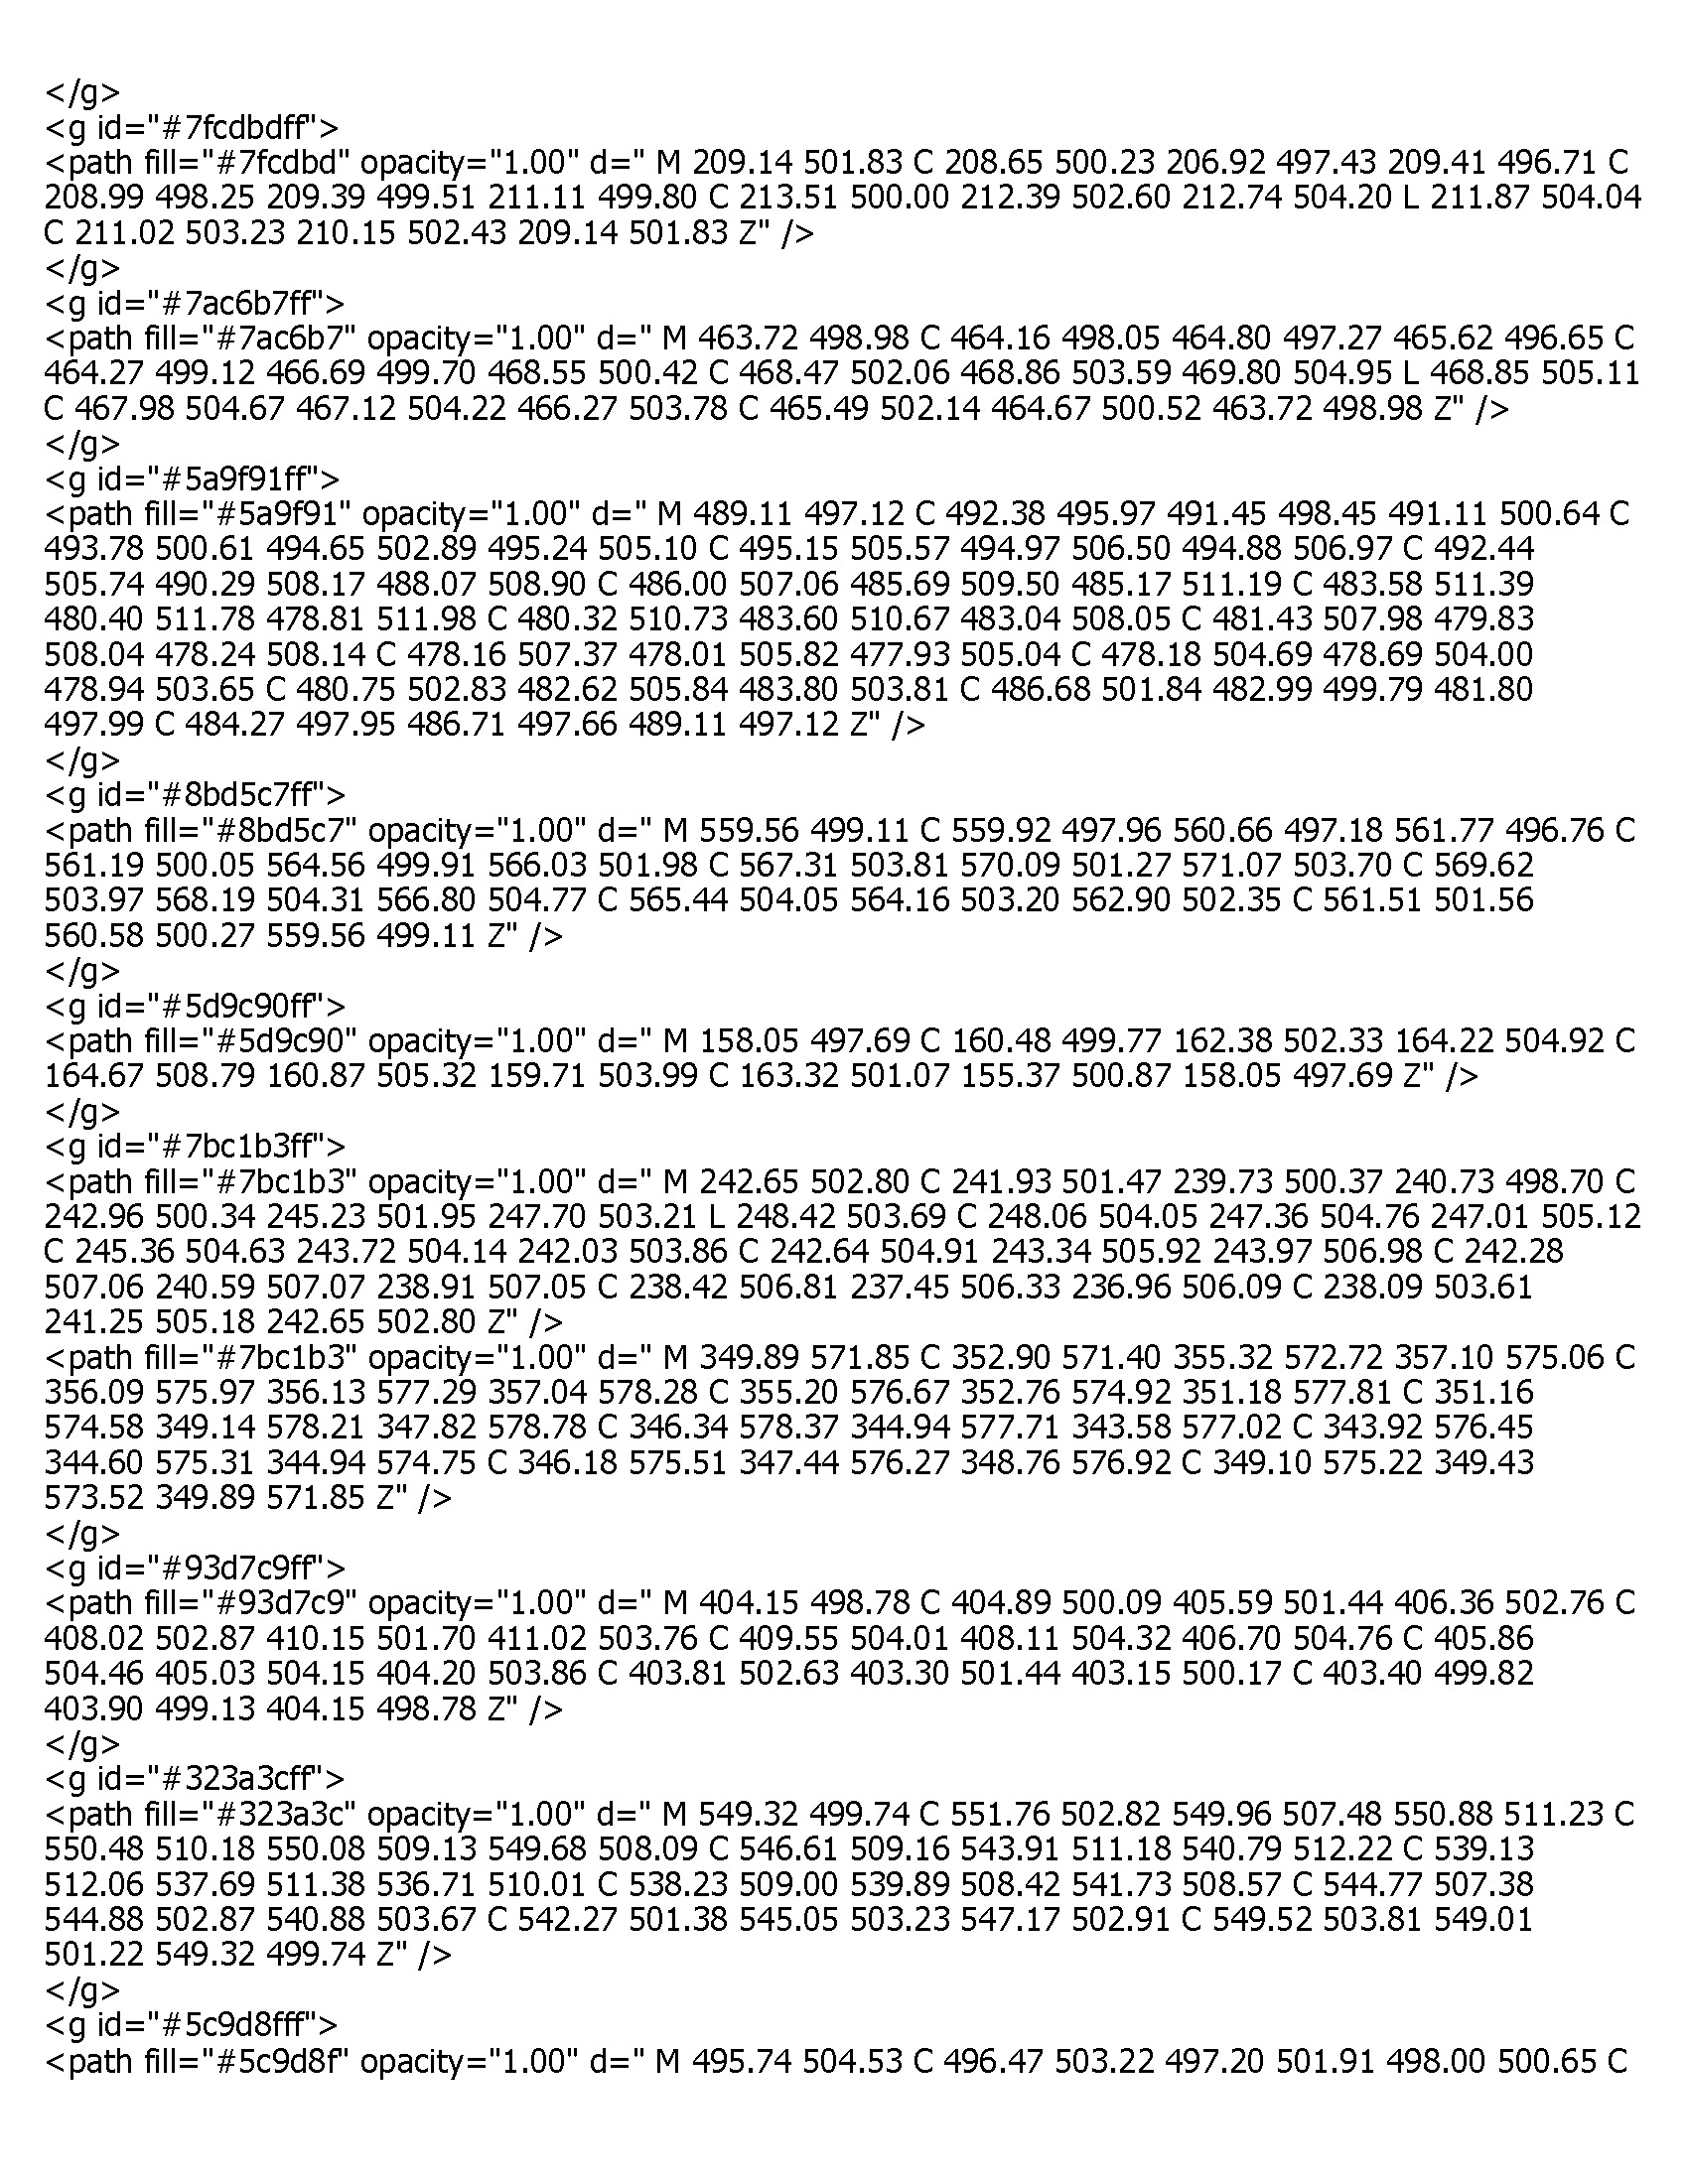 </g>
<g id="#7fcdbdff">
<path fill="#7fcdbd" opacity="1.00" d=" M 209.14 501.83 C 208.65 500.23 206.92 497.43 209.41 496.71 C
208.99 498.25 209.39 499.51 211.11 499.80 C 213.51 500.00 212.39 502.60 212.74 504.20 L 211.87 504.04
C 211.02 503.23 210.15 502.43 209.14 501.83 Z" />
</g>
<g id="#7ac6b7ff">
<path fill="#7ac6b7" opacity="1.00" d=" M 463.72 498.98 C 464.16 498.05 464.80 497.27 465.62 496.65 C
464.27 499.12 466.69 499.70 468.55 500.42 C 468.47 502.06 468.86 503.59 469.80 504.95 L 468.85 505.11
C 467.98 504.67 467.12 504.22 466.27 503.78 C 465.49 502.14 464.67 500.52 463.72 498.98 Z" />
</g>
<g id="#5a9f91ff">
<path fill="#5a9f91" opacity="1.00" d=" M 489.11 497.12 C 492.38 495.97 491.45 498.45 491.11 500.64 C
493.78 500.61 494.65 502.89 495.24 505.10 C 495.15 505.57 494.97 506.50 494.88 506.97 C 492.44
505.74 490.29 508.17 488.07 508.90 C 486.00 507.06 485.69 509.50 485.17 511.19 C 483.58 511.39
480.40 511.78 478.81 511.98 C 480.32 510.73 483.60 510.67 483.04 508.05 C 481.43 507.98 479.83
508.04 478.24 508.14 C 478.16 507.37 478.01 505.82 477.93 505.04 C 478.18 504.69 478.69 504.00
478.94 503.65 C 480.75 502.83 482.62 505.84 483.80 503.81 C 486.68 501.84 482.99 499.79 481.80
497.99 C 484.27 497.95 486.71 497.66 489.11 497.12 Z" />
</g>
<g id="#8bd5c7ff">
<path fill="#8bd5c7" opacity="1.00" d=" M 559.56 499.11 C 559.92 497.96 560.66 497.18 561.77 496.76 C
561.19 500.05 564.56 499.91 566.03 501.98 C 567.31 503.81 570.09 501.27 571.07 503.70 C 569.62
503.97 568.19 504.31 566.80 504.77 C 565.44 504.05 564.16 503.20 562.90 502.35 C 561.51 501.56
560.58 500.27 559.56 499.11 Z" />
</g>
<g id="#5d9c90ff">
<path fill="#5d9c90" opacity="1.00" d=" M 158.05 497.69 C 160.48 499.77 162.38 502.33 164.22 504.92 C
164.67 508.79 160.87 505.32 159.71 503.99 C 163.32 501.07 155.37 500.87 158.05 497.69 Z" />
</g>
<g id="#7bc1b3ff">
<path fill="#7bc1b3" opacity="1.00" d=" M 242.65 502.80 C 241.93 501.47 239.73 500.37 240.73 498.70 C
242.96 500.34 245.23 501.95 247.70 503.21 L 248.42 503.69 C 248.06 504.05 247.36 504.76 247.01 505.12
C 245.36 504.63 243.72 504.14 242.03 503.86 C 242.64 504.91 243.34 505.92 243.97 506.98 C 242.28
507.06 240.59 507.07 238.91 507.05 C 238.42 506.81 237.45 506.33 236.96 506.09 C 238.09 503.61
241.25 505.18 242.65 502.80 Z" />
<path fill="#7bc1b3" opacity="1.00" d=" M 349.89 571.85 C 352.90 571.40 355.32 572.72 357.10 575.06 C
356.09 575.97 356.13 577.29 357.04 578.28 C 355.20 576.67 352.76 574.92 351.18 577.81 C 351.16
574.58 349.14 578.21 347.82 578.78 C 346.34 578.37 344.94 577.71 343.58 577.02 C 343.92 576.45
344.60 575.31 344.94 574.75 C 346.18 575.51 347.44 576.27 348.76 576.92 C 349.10 575.22 349.43
573.52 349.89 571.85 Z" />
</g>
<g id="#93d7c9ff">
<path fill="#93d7c9" opacity="1.00" d=" M 404.15 498.78 C 404.89 500.09 405.59 501.44 406.36 502.76 C
408.02 502.87 410.15 501.70 411.02 503.76 C 409.55 504.01 408.11 504.32 406.70 504.76 C 405.86
504.46 405.03 504.15 404.20 503.86 C 403.81 502.63 403.30 501.44 403.15 500.17 C 403.40 499.82
403.90 499.13 404.15 498.78 Z" />
</g>
<g id="#323a3cff">
<path fill="#323a3c" opacity="1.00" d=" M 549.32 499.74 C 551.76 502.82 549.96 507.48 550.88 511.23 C
550.48 510.18 550.08 509.13 549.68 508.09 C 546.61 509.16 543.91 511.18 540.79 512.22 C 539.13
512.06 537.69 511.38 536.71 510.01 C 538.23 509.00 539.89 508.42 541.73 508.57 C 544.77 507.38
544.88 502.87 540.88 503.67 C 542.27 501.38 545.05 503.23 547.17 502.91 C 549.52 503.81 549.01
501.22 549.32 499.74 Z" />
</g>
<g id="#5c9d8fff">
<path fill="#5c9d8f" opacity="1.00" d=" M 495.74 504.53 C 496.47 503.22 497.20 501.91 498.00 500.65 C